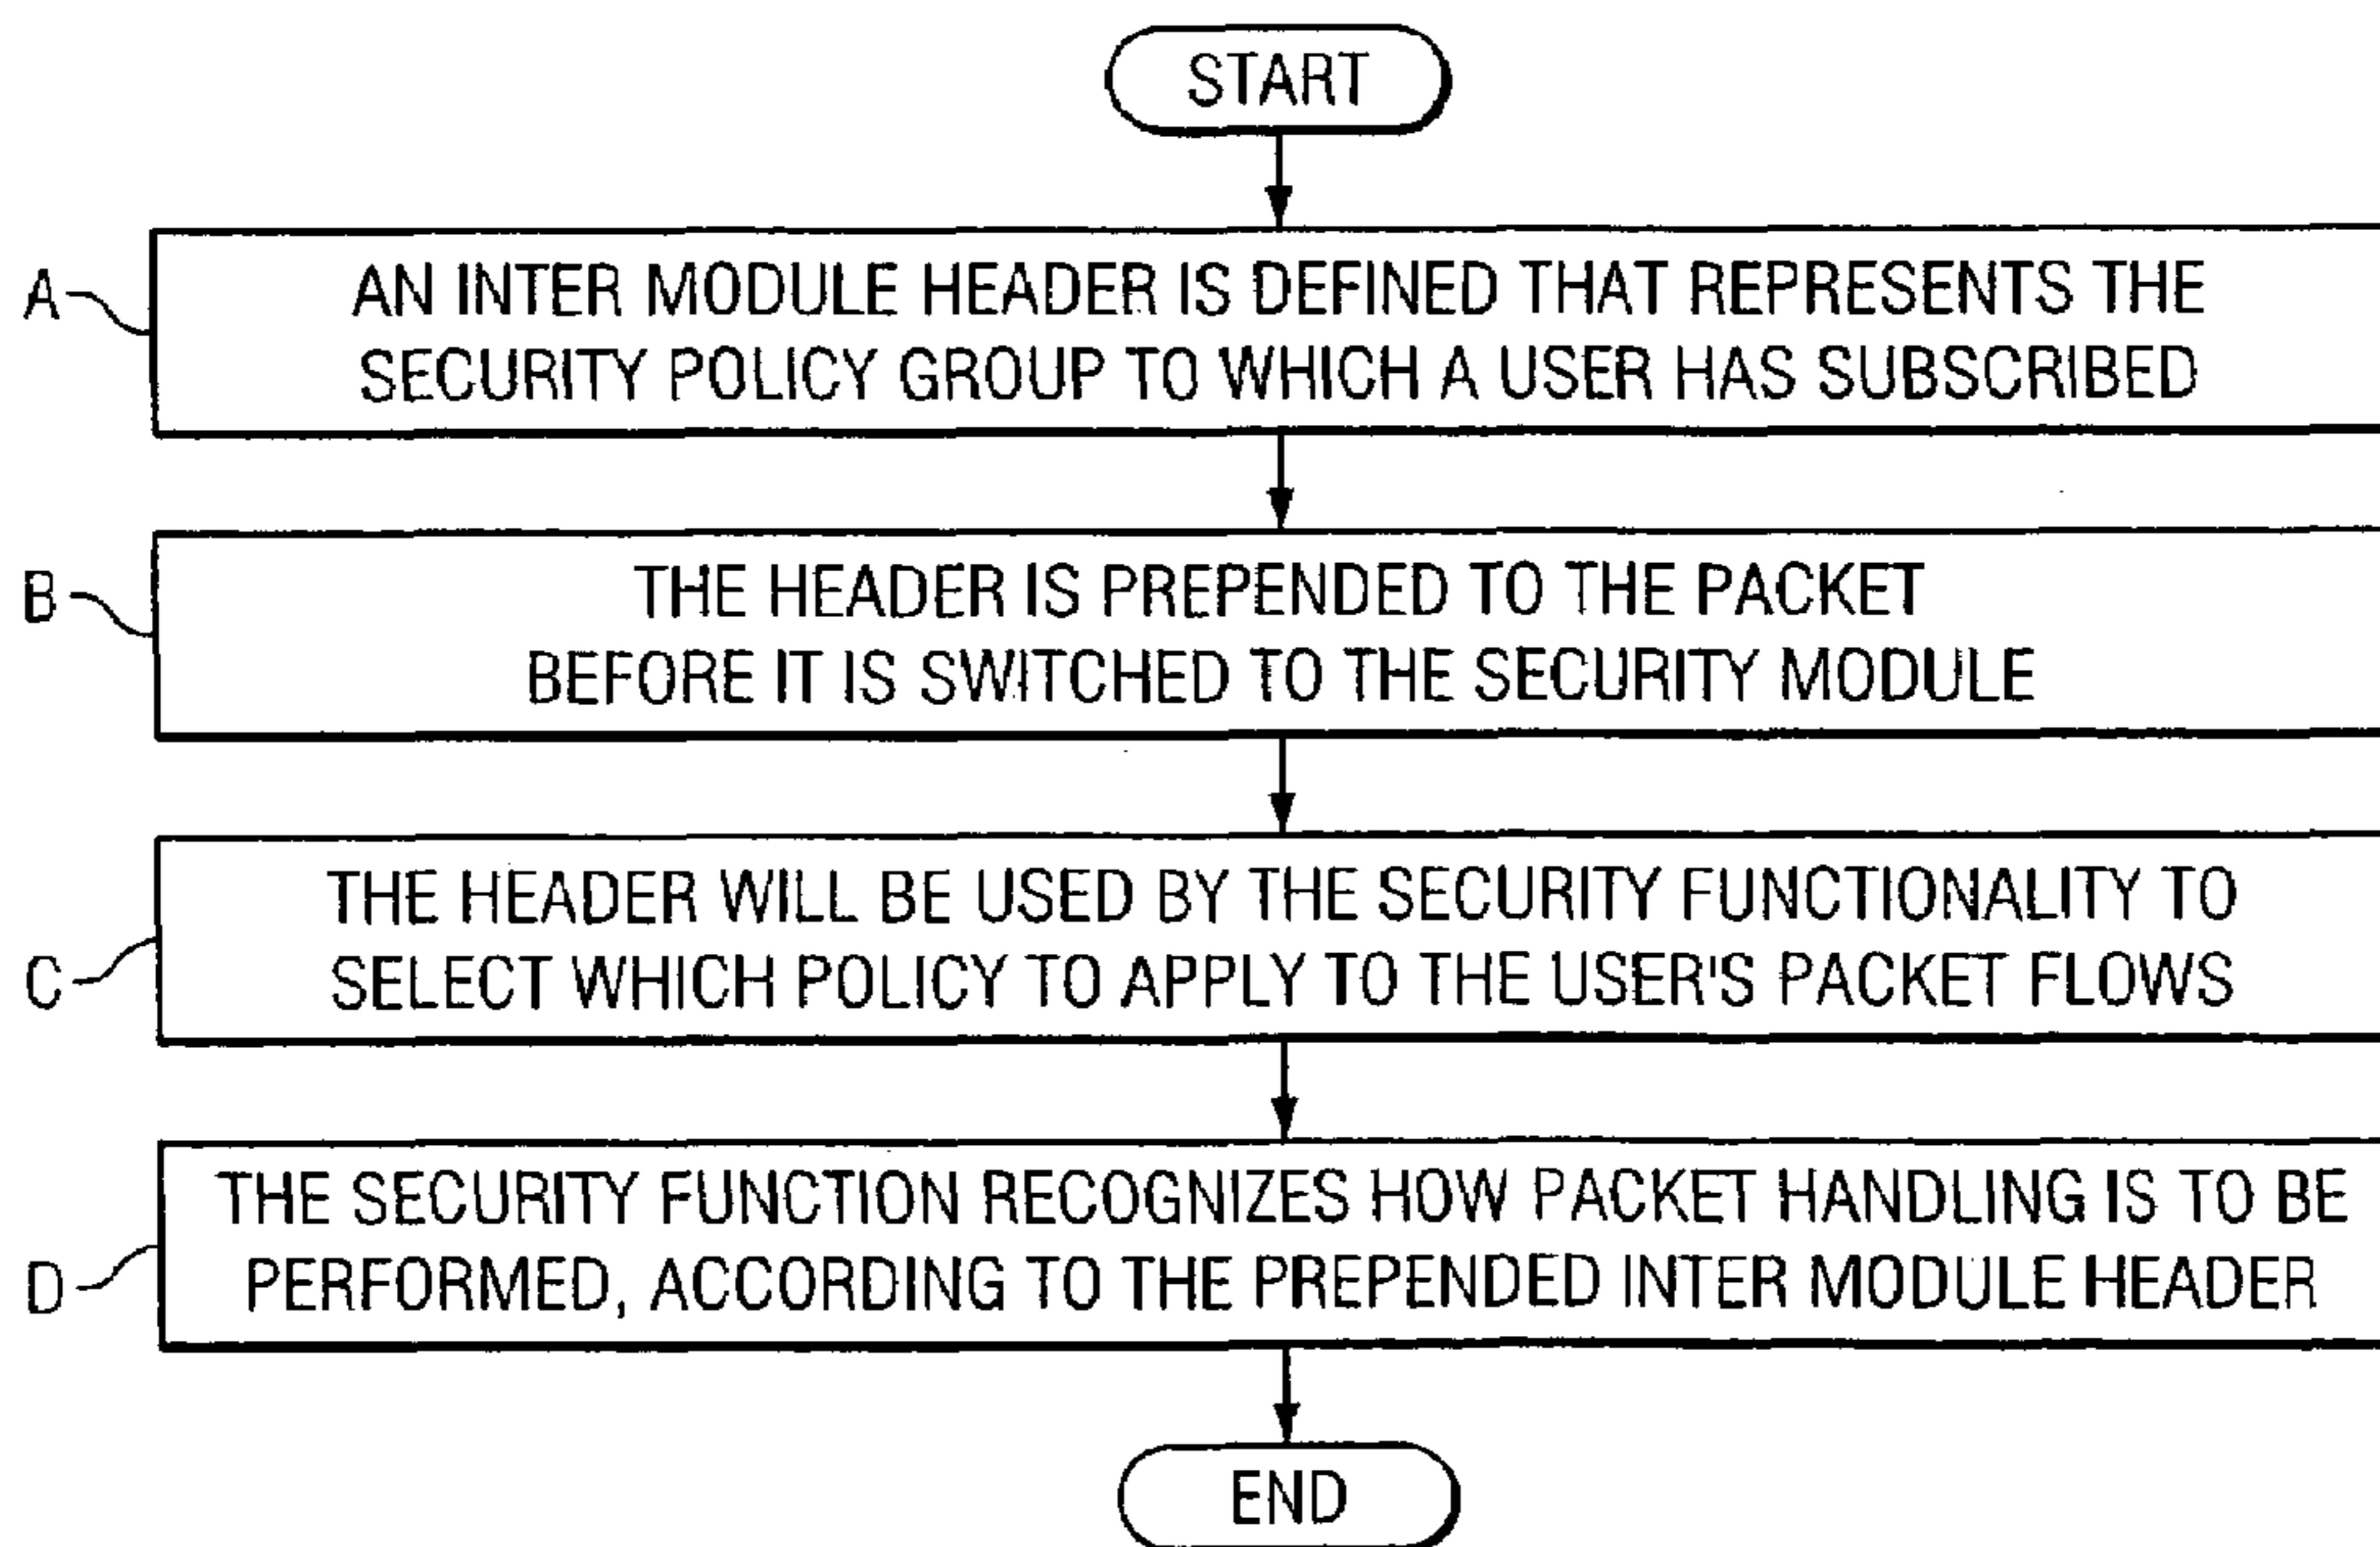 START
A
AN INTER MODULE HEADER IS DEFINED THAT REPRESENTS THE
SECURITY POLICY GROUP TO WHICH A USER HAS SUBSCRIBED
B
THE HEADER IS PREPENDED TO THE PACKET
BEFORE IT IS SWITCHED TO THE SECURITY MODULE
C
THE HEADER WILL BE USED BY THE SECURITY FUNCTIONALITY TO
SELECT WHICH POLICY TO APPLY TO THE USER'S PACKET FLOWS
D
THE SECURITY FUNCTION RECOGNIZES HOW PACKET HANDLING IS TO BE
PERFORMED, ACCORDING TO THE PREPENDED INTER MODULE HEADER
END